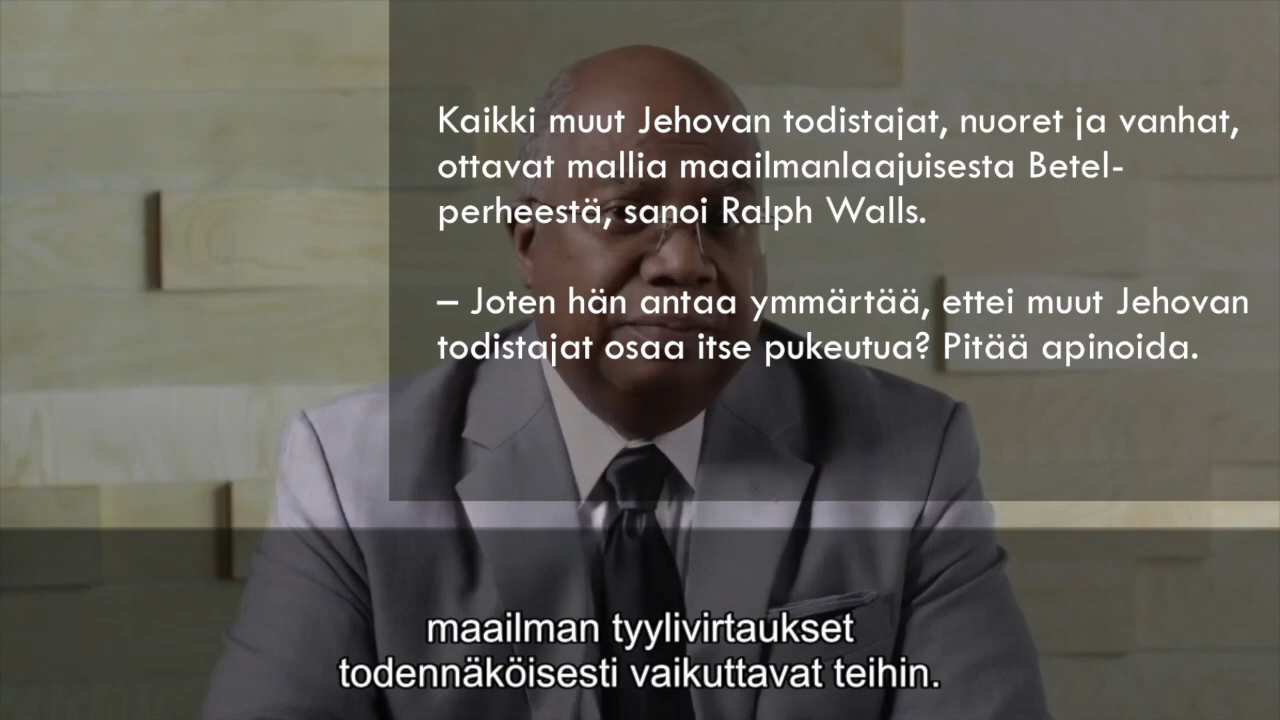 Kaikki muut Jehovan todistajat, nuoret ja vanhat,
ottavat mallia maailmanlaajuisesta Betel-
perheestä, sanoi Ralph Walls.
– Joten hän antaa ymmärtää, ettei muut Jehovan
todistajat osaa itse pukeutua? Pitää apinoida.
maailman tyylivirtaukset
todennäköisesti vaikuttavat teihin.